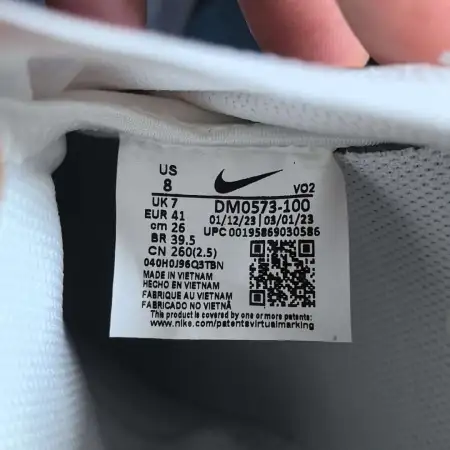 US
8
VO2
UK 7
DM0573-100
EUR 41
01/12/23 03/01/23
cm 26
UPC 00195869030586
BR 39.5
CN 260(2.5)
040H0J96Q3TBN
MADE IN VIETNAM
HECHO EN VIETNAM
FABRIQUE AU VIETNAM
FABRICADO NO VIETNÃ
This product is covered by one or more patents. See
www.nike.com/patentsvirtualmarking